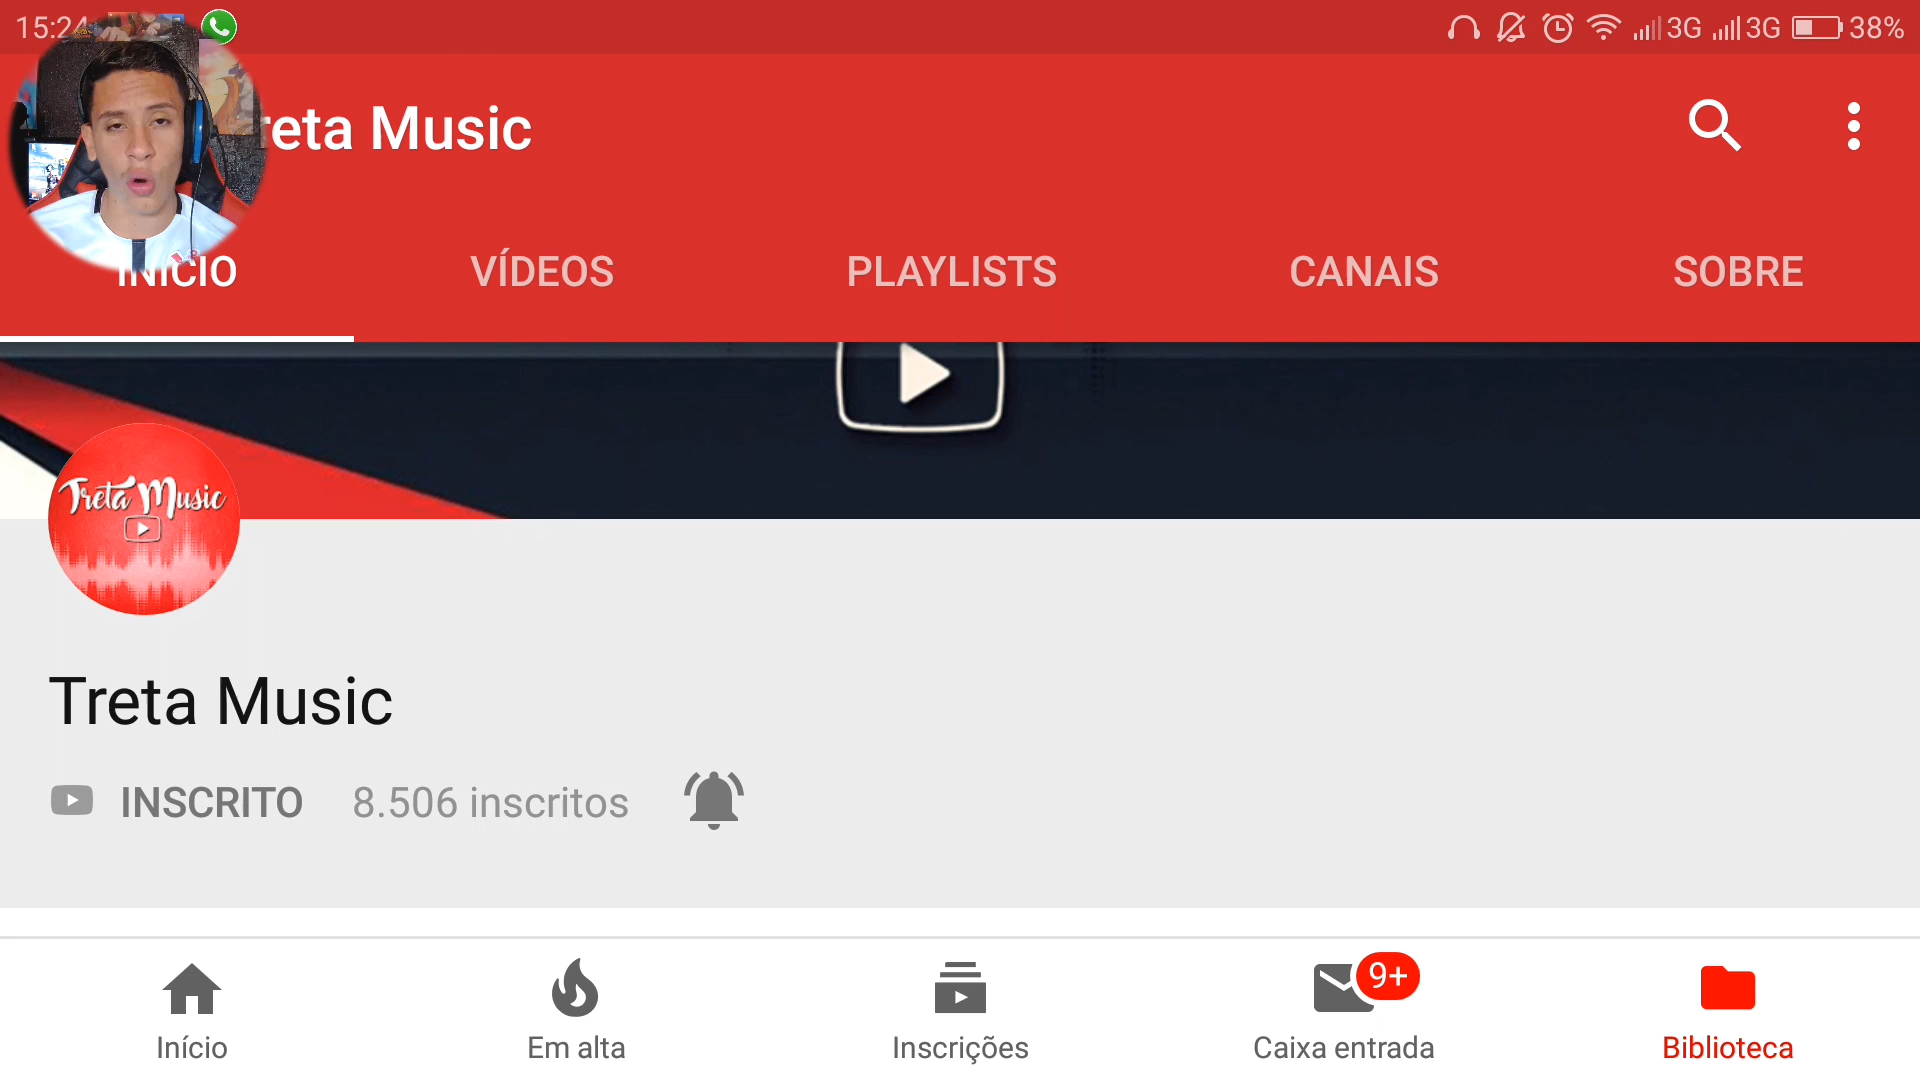 15:24
3G 3G 38%
reta Music
INÍCIO VÍDEOS PLAYLISTS CANAIS SOBRE
Treta Music
Treta Music
INSCRITO 8.506 inscritos
9+
Início Em alta Inscrições Caixa entrada Biblioteca